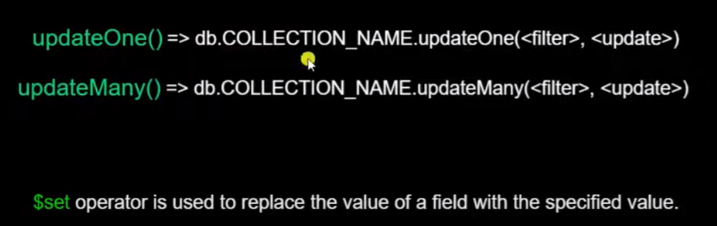 updateOne() => db.COLLECTION_NAME.updateOne(<filter>, <update>)
updateMany() => db.COLLECTION_NAME.updateMany(<filter>, <update>)
$set operator is used to replace the value of a field with the specified value.